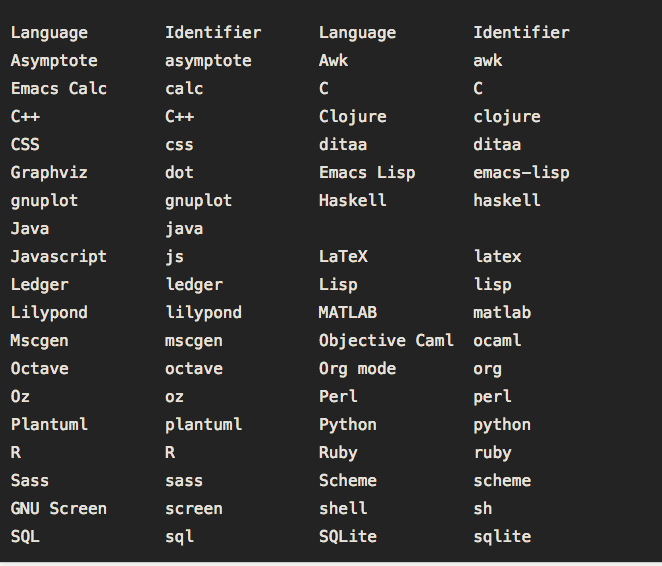 Language Identifier Language Identifier
Asymptote asymptote Awk awk
Emacs Calc calc C C
C++ C++ Clojure clojure
CSS css ditaa ditaa
Graphviz dot Emacs Lisp emacs-lisp
gnuplot gnuplot Haskell haskell
Java java
Javascript js LaTeX latex
Ledger ledger Lisp lisp
Lilypond lilypond MATLAB matlab
Mscgen mscgen Objective Caml ocaml
Octave octave Org mode org
Oz oz Perl perl
Plantuml plantuml Python python
R R Ruby ruby
Sass sass Scheme scheme
GNU Screen screen shell sh
SQL sql SQLite sqlite